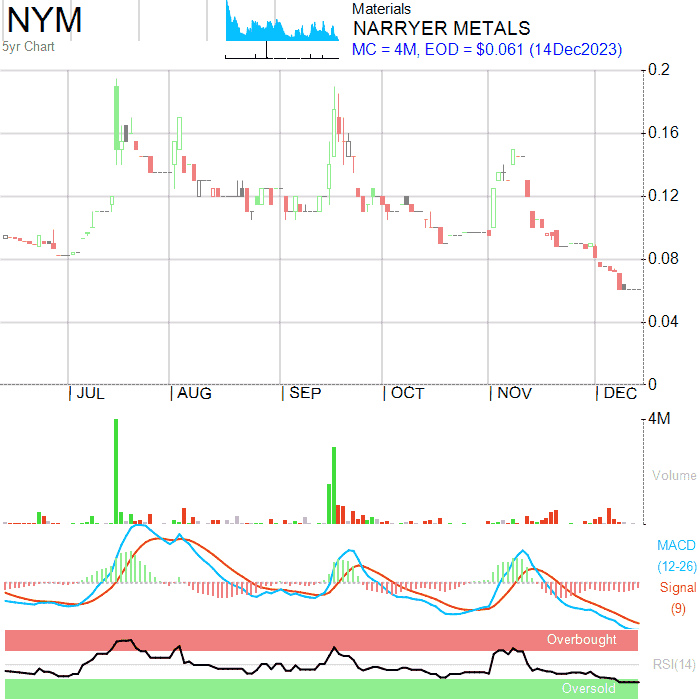 NYM
5yr Chart
Materials
NARRYER METALS
MC = 4M, EOD = $0.061 (14Dec2023)
0.2
0.16
0.12
0.08
0.04
0
JUL
AUG
SEP
OCT
NOV
DEC
4M
Volume
MACD
(12-26)
Signal
(9)
Overbought
RSI(14)
Oversold